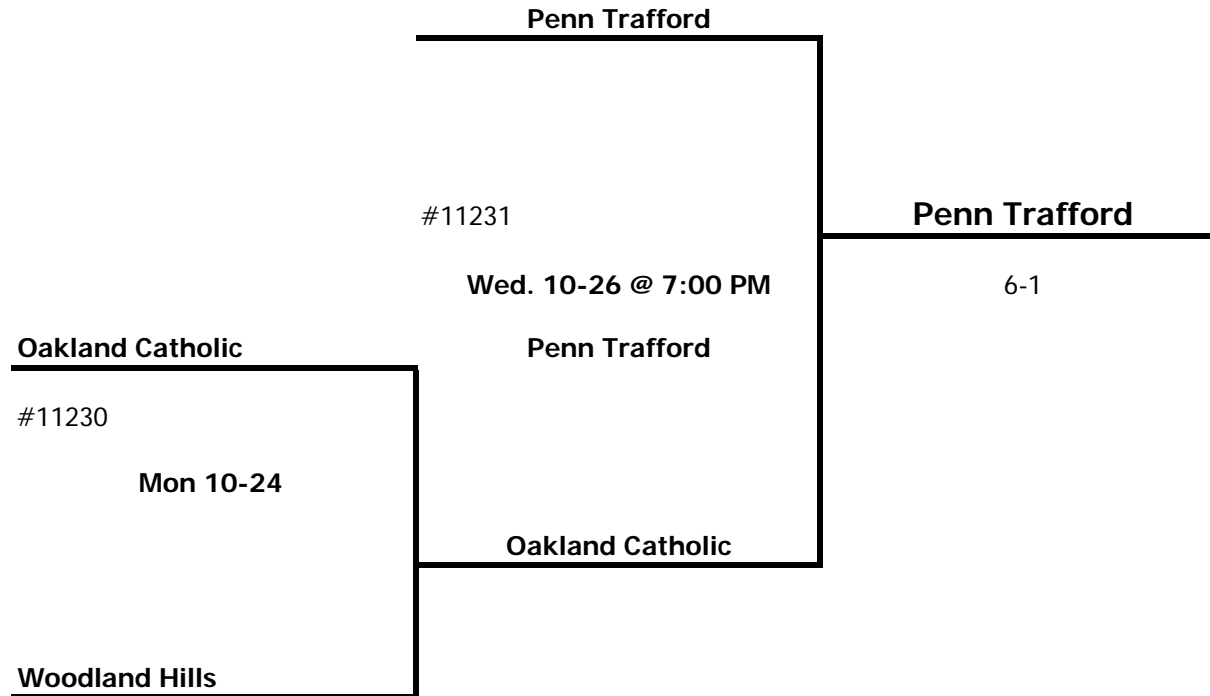 Penn Trafford
#11231
Penn Trafford
Wed. 10-26 @ 7:00 PM
6-1
Oakland Catholic
Penn Trafford
#11230
Mon 10-24
Oakland Catholic
Woodland Hills